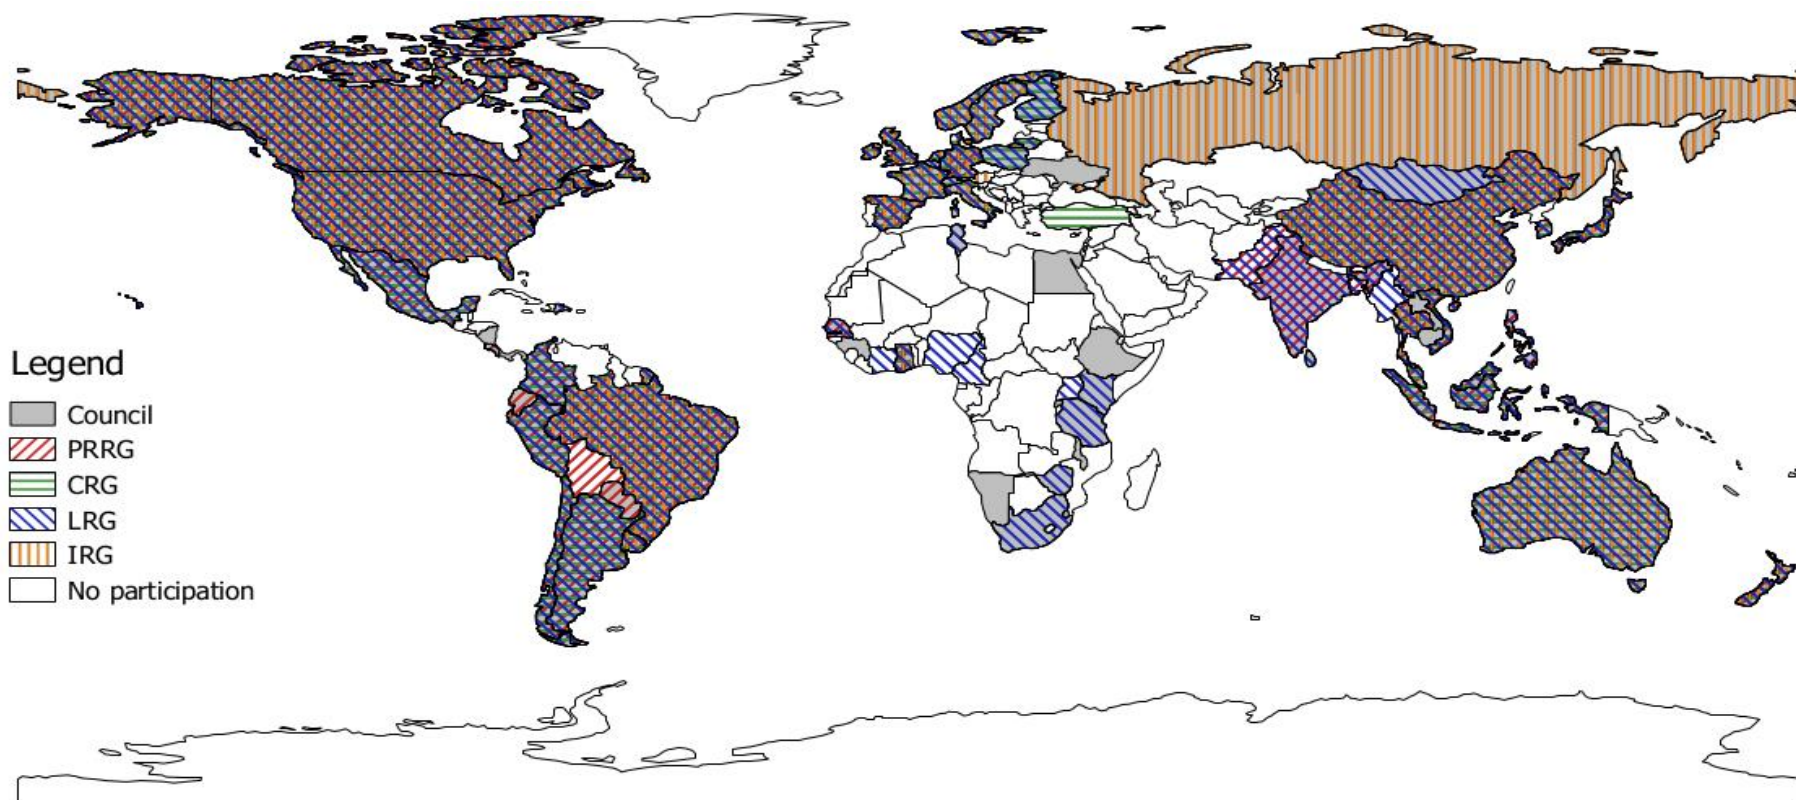 Legend
Council
PRRG
CRG
LRG
IRG
No participation